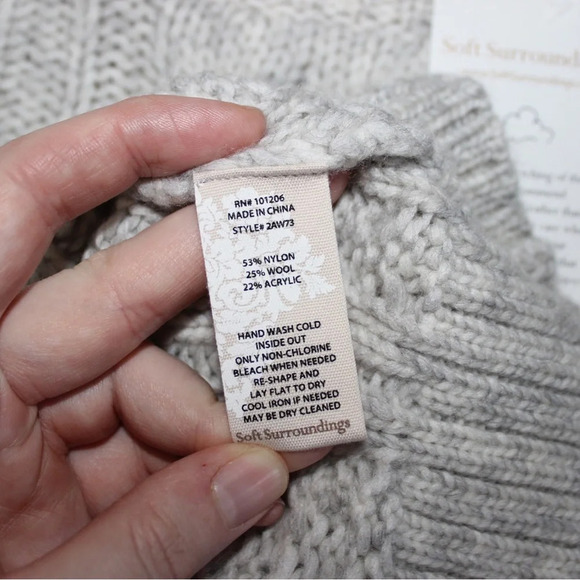 Soft Surroundings
RN# 101206
MADE IN CHINA
STYLE# 2AW73
53% NYLON
25% WOOL
22% ACRYLIC
HAND WASH COLD
INSIDE OUT
ONLY NON-CHLORINE
BLEACH WHEN NEEDED
RE-SHAPE AND
LAY FLAT TO DRY
COOL IRON IF NEEDED
MAY BE DRY CLEANED
Soft Surroundings